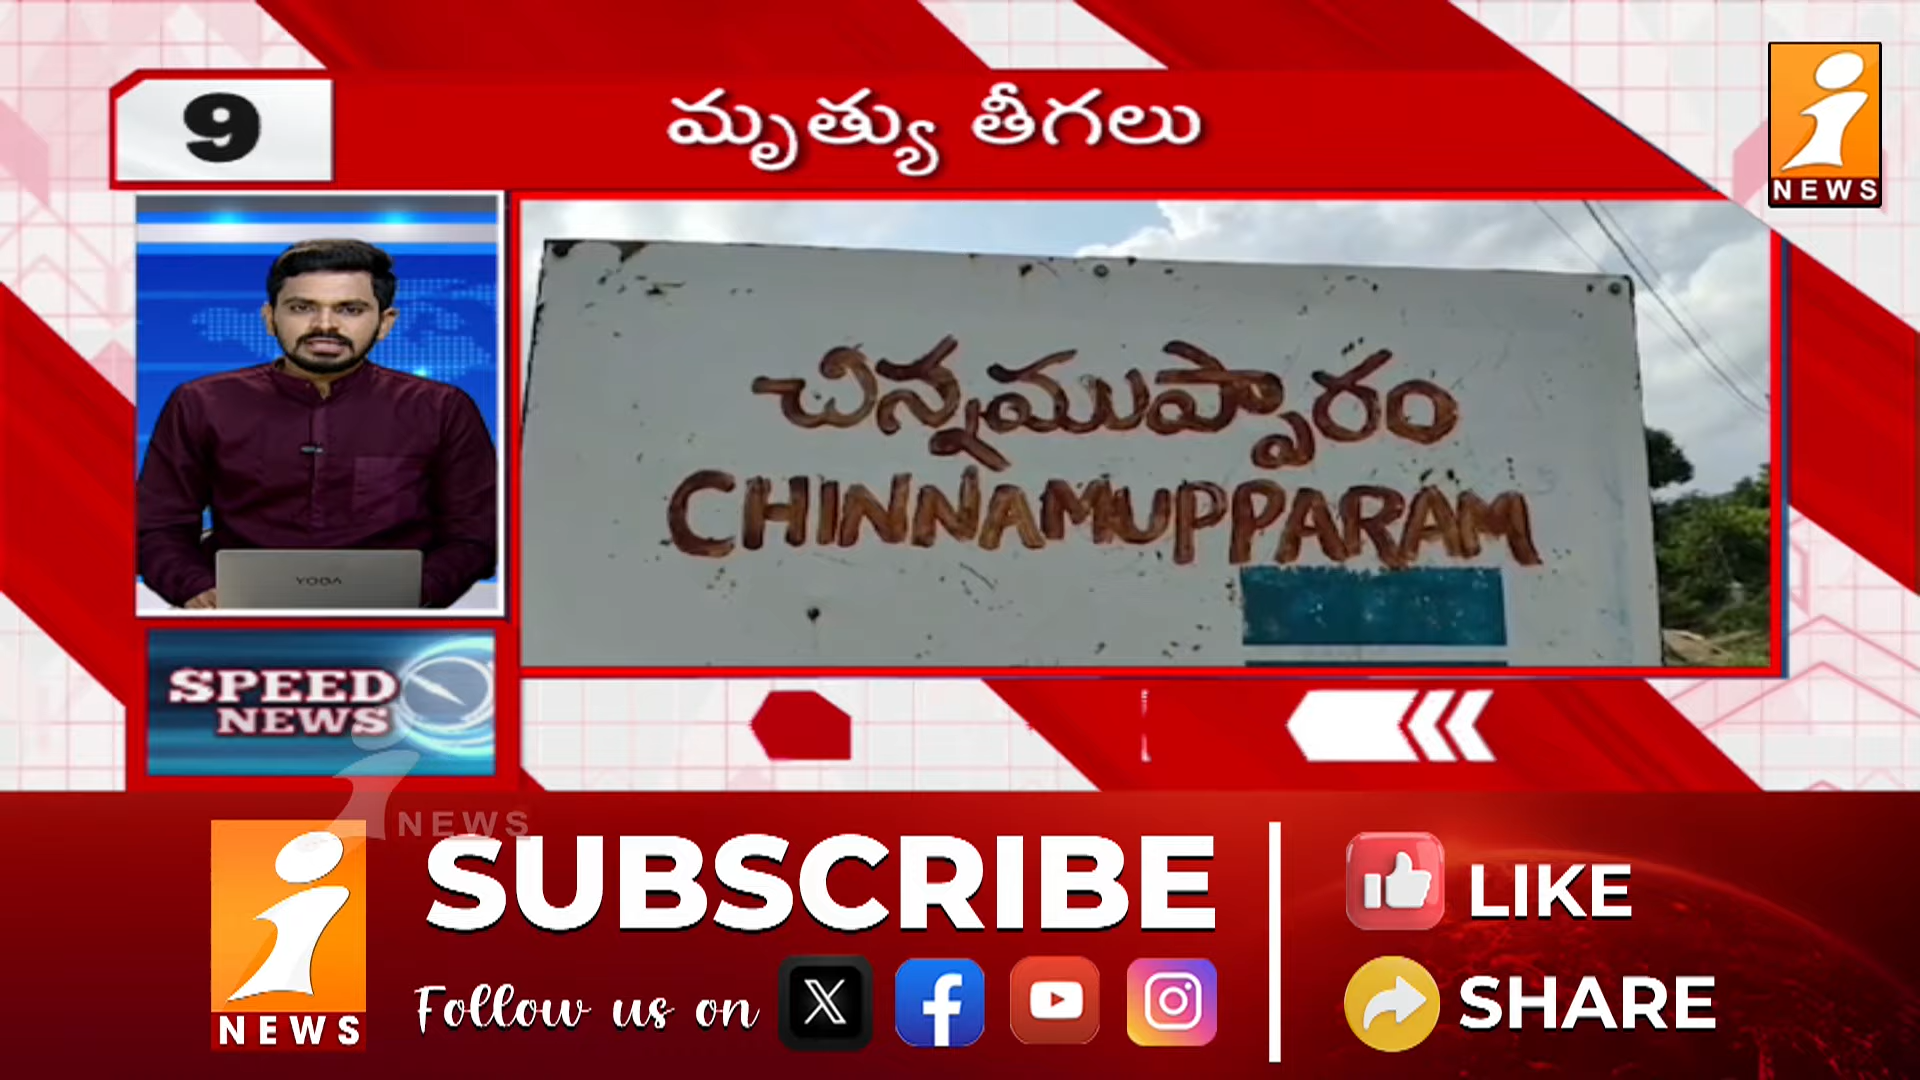 9
మృత్యు తీగలు
NEWS
చిన్నముప్పారం
CHINNAMUPPARAM
YOGA
SPEED
NEWS
NEWS
SUBSCRIBE
LIKE
Follow us on
SHARE
NEWS